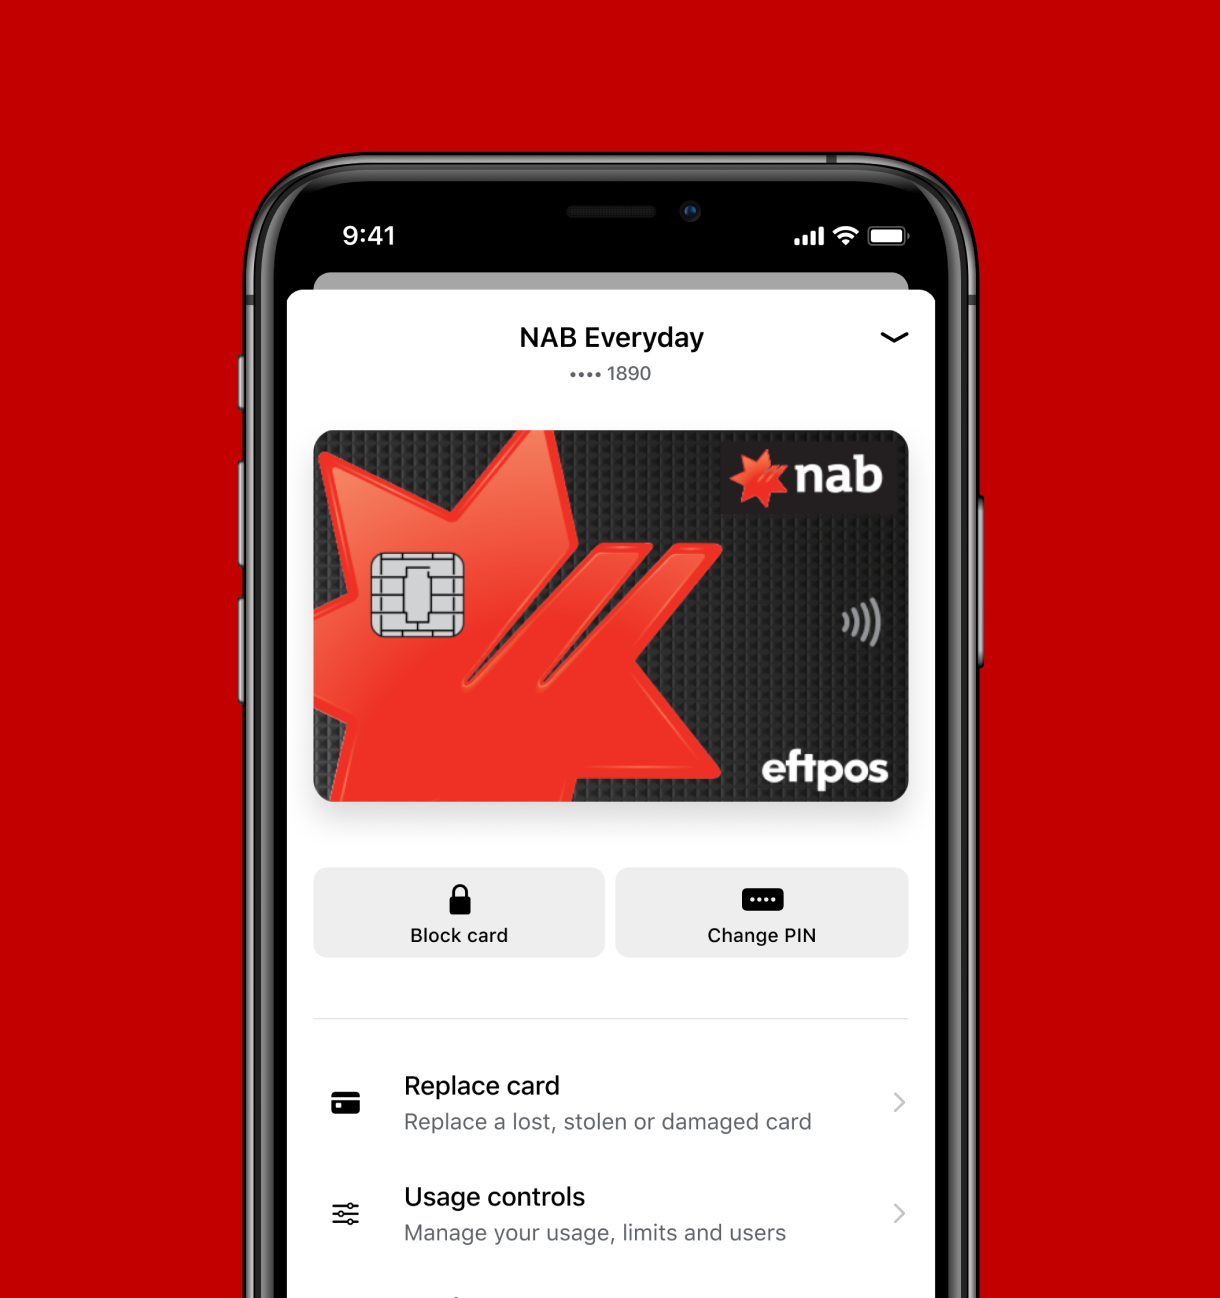 9:41
NAB Everyday
•••• 1890
nab
eftpos
Block card
Change PIN
Replace card
Replace a lost, stolen or damaged card
Usage controls
Manage your usage, limits and users